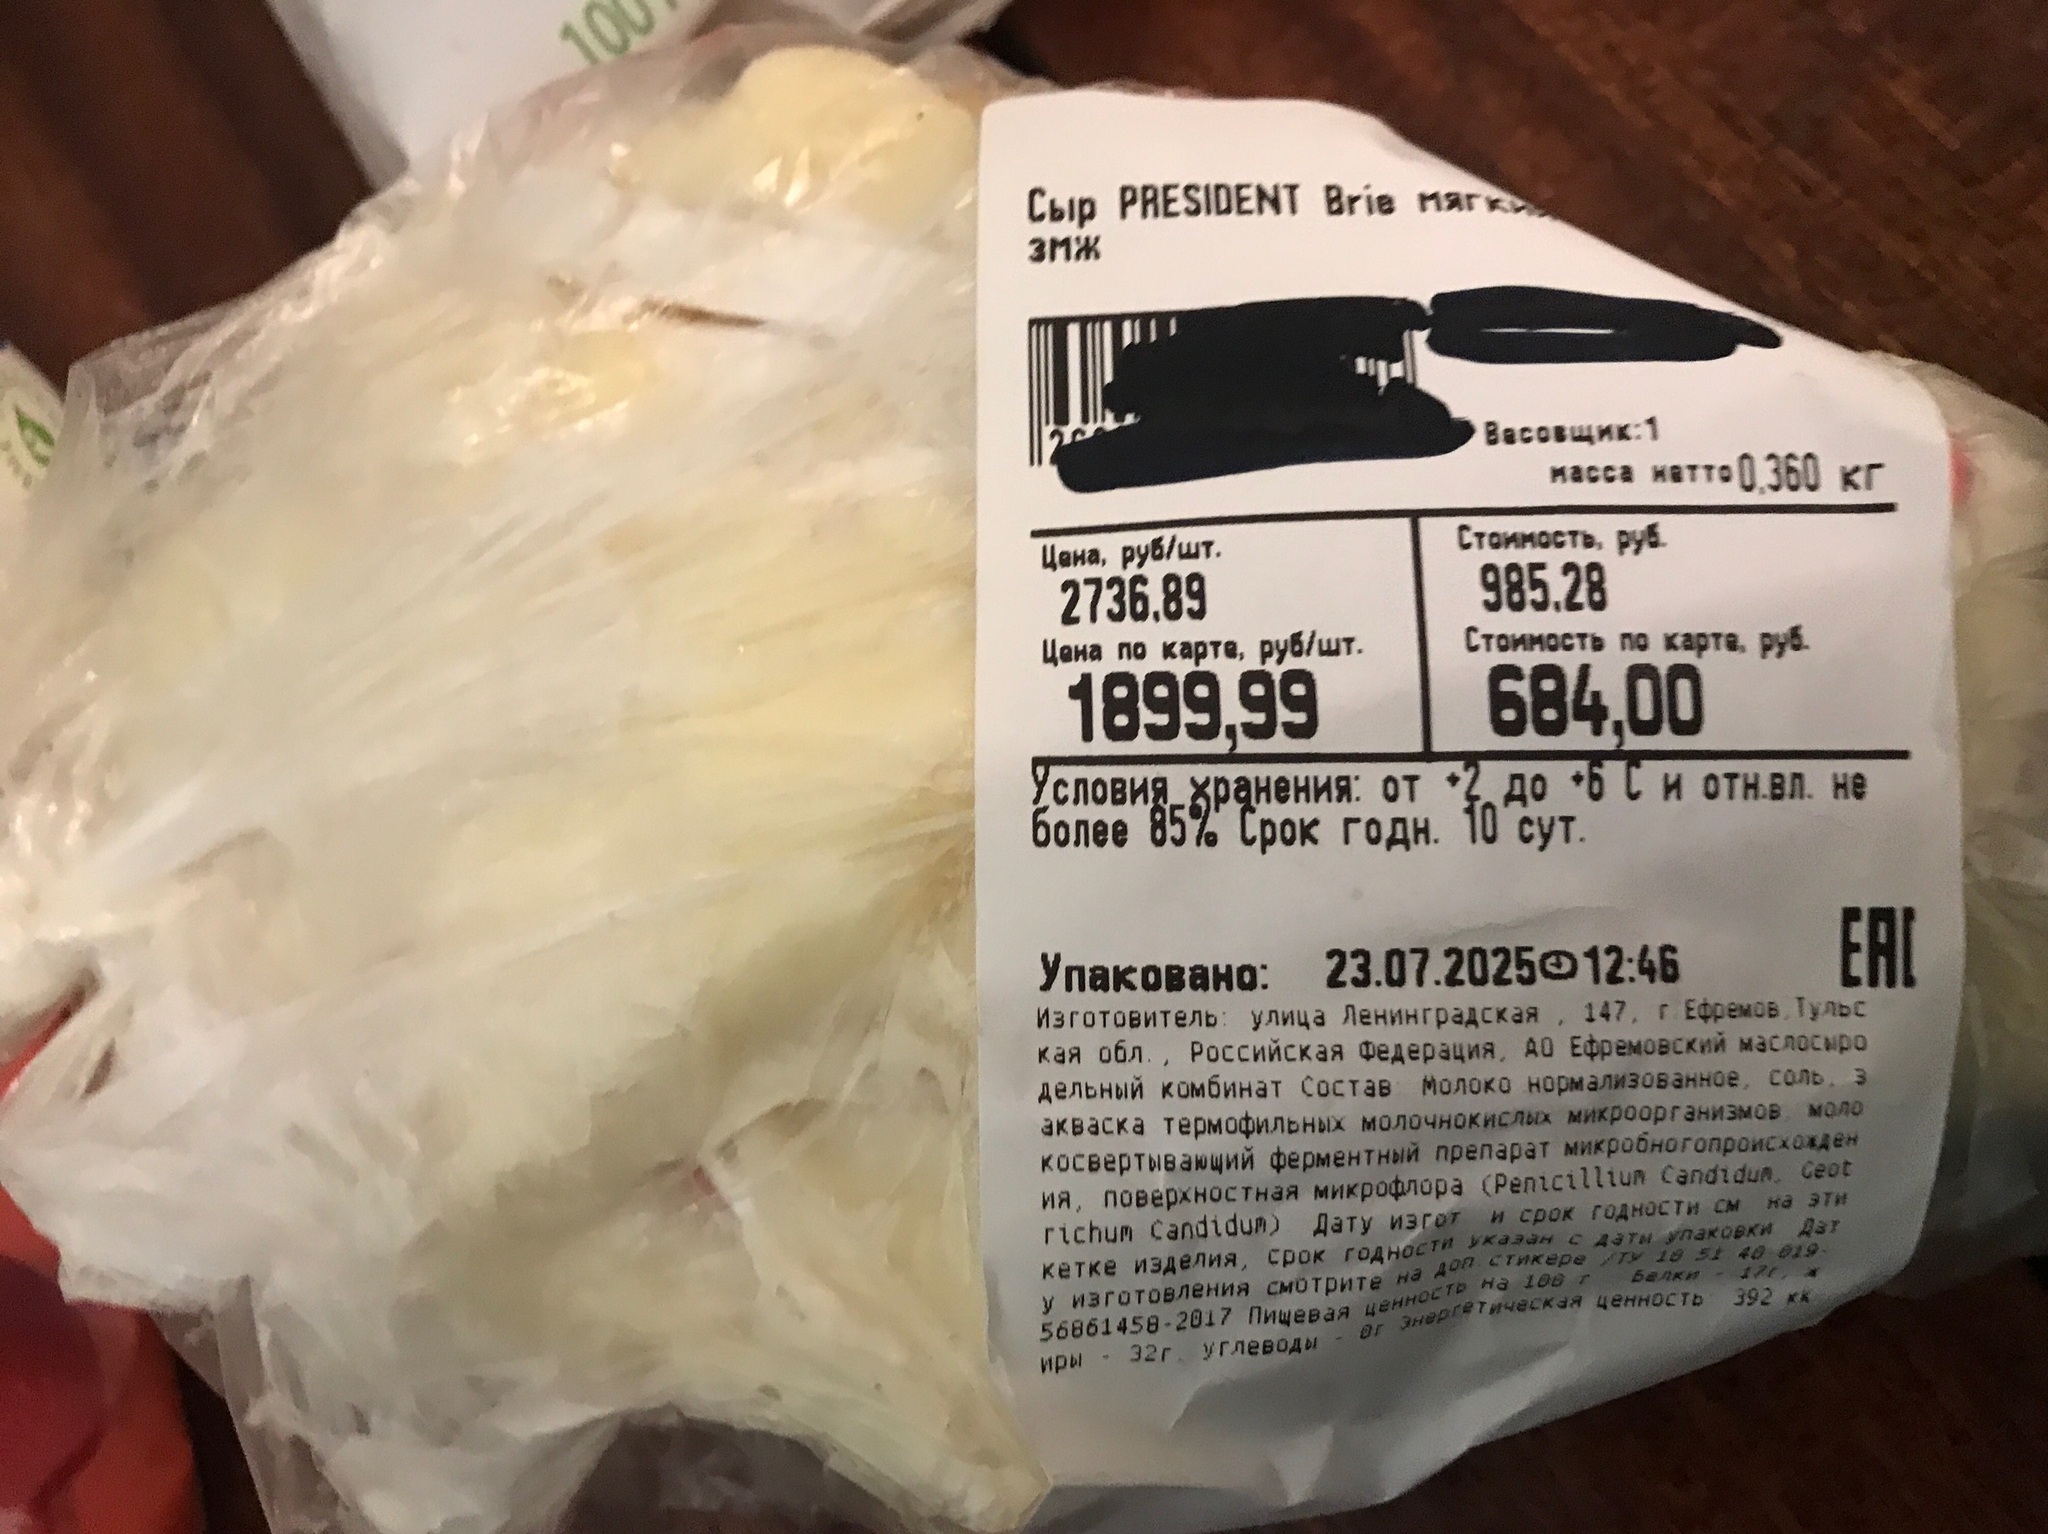 100
Сыр PRESIDENT Brie
змж
Весовщик:1
масса нетто 0,360 кг
Цена, руб/шт.
2736.89
Стоимость, руб.
985.28
Цена по карте, руб/шт.
1899,99
Стоимость по карте, руб.
684,00
Условия хранения: от +2 до +6 С и отн.вл. не
более 85% Срок годн. 10 сут.
Упаковано: 23.07.2025 12:46
EAC
Изготовитель: улица Ленинградская , 147, г Ефремов,Тульс
кая обл., Российская Федерация, АО Ефремовский маслосыро
дельный комбинат Состав: Молоко нормализованное, соль, з
акваска термофильных молочнокислых микроорганизмов, моло
косвертывающий ферментный препарат микробногопроисхожден
ия, поверхностная микрофлора (Penicillium Candidum, Geot
richum Candidum) Дату изгот и срок годности см на эти
кетке изделия, срок годности указан с даты упаковки Дат
у изготовления смотрите на доп стикере /ТУ 10 51 40-019-
56861458-2017 Пищевая ценность на 100 г Белки - 17г, ж
иры - 32г, углеводы - 0г Энергетическая ценность 392 кк